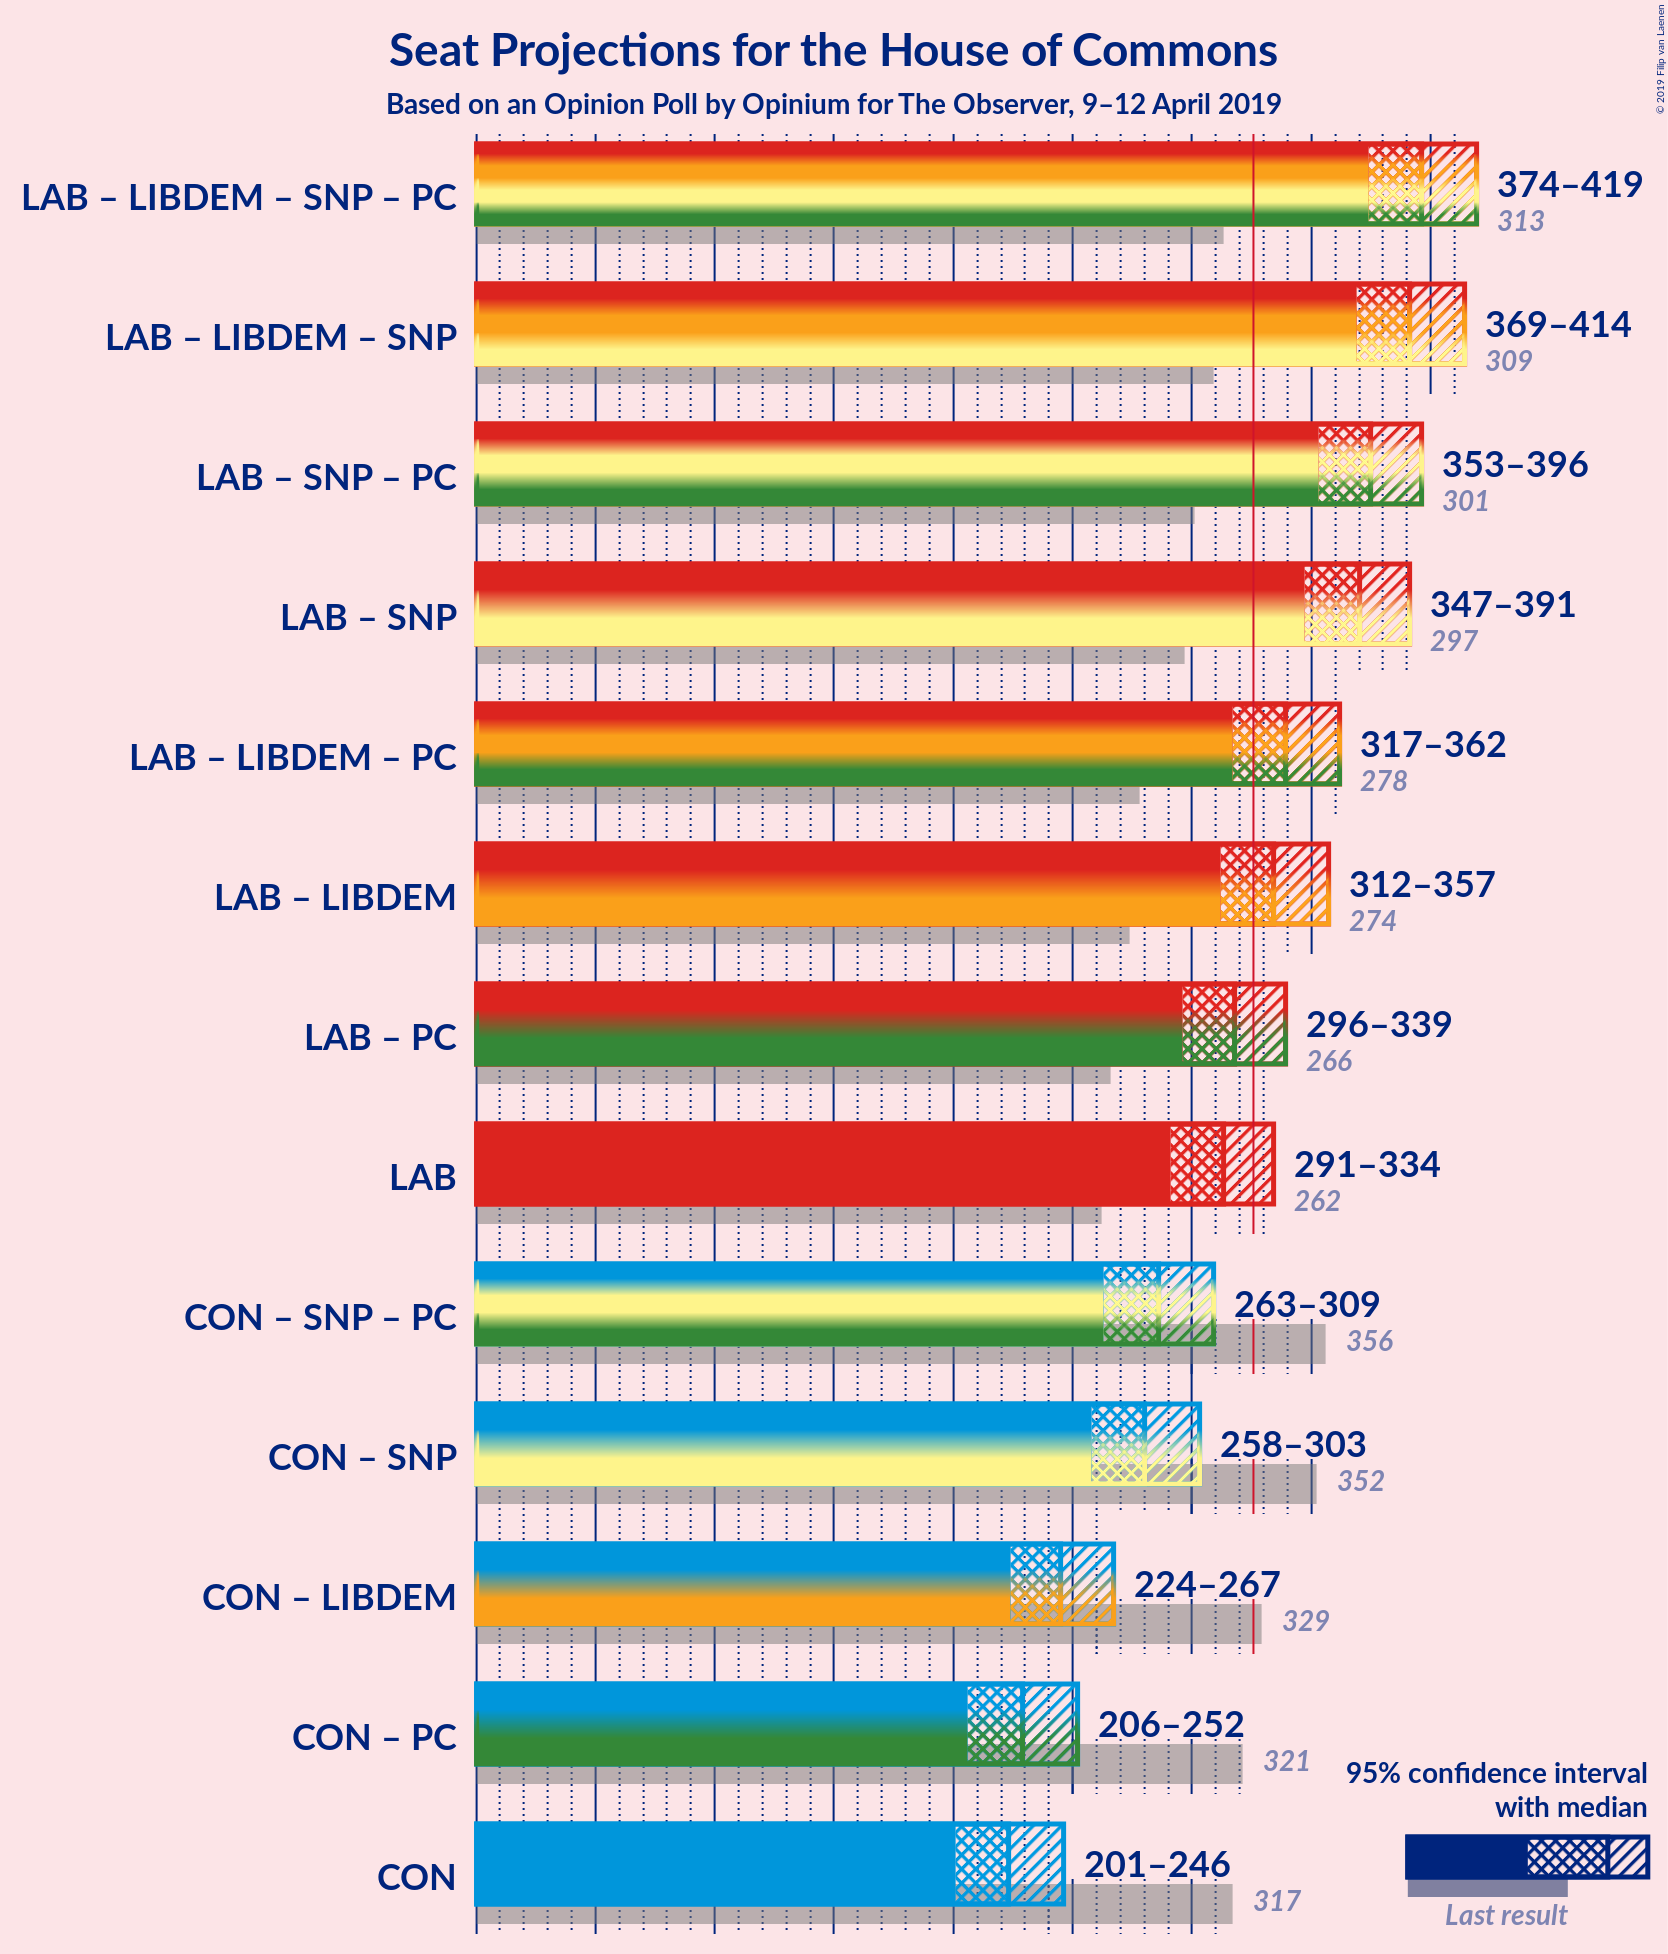 Seat Projections for the House of Commons
Based on an Opinion Poll by Opinium for The Observer, 9–12 April 2019
© 2019 Filip van Laenen
LAB – LIBDEM – SNP – PC
374–419
313
LAB – LIBDEM – SNP
369–414
309
LAB – SNP – PC
353–396
301
LAB – SNP
347–391
297
LAB – LIBDEM – PC
317–362
278
LAB – LIBDEM
312–357
274
LAB – PC
296–339
266
LAB
291–334
262
CON – SNP – PC
263–309
356
CON – SNP
258–303
352
CON – LIBDEM
224–267
329
CON – PC
206–252
321
CON
201–246
317
95% confidence interval
with median
Last result